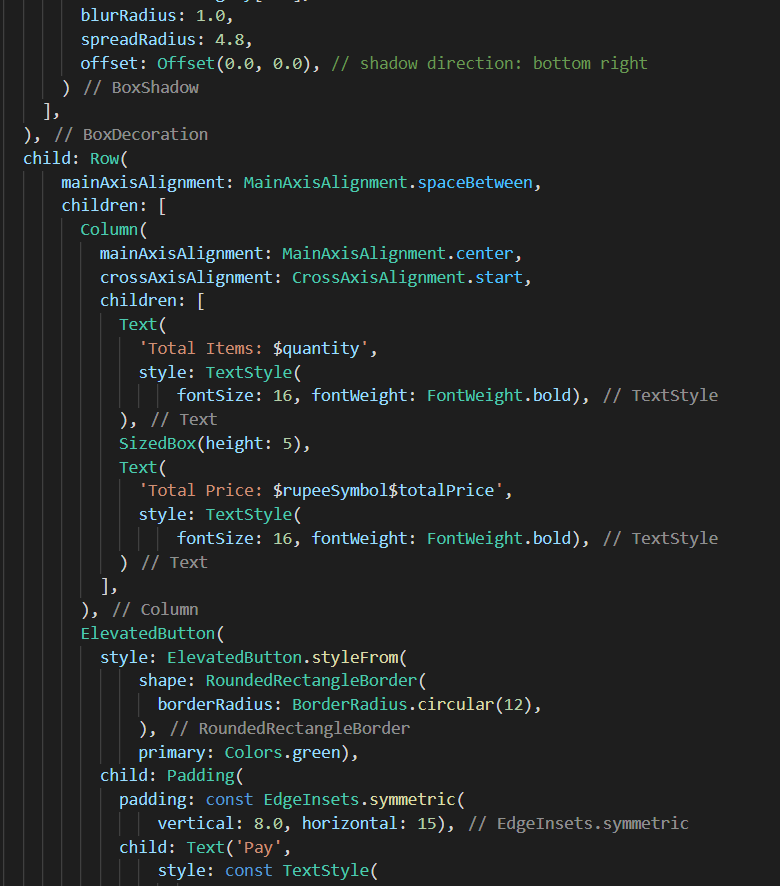 blurRadius: 1.0,
spreadRadius: 4.8,
offset: Offset(0.0, 0.0), // shadow direction: bottom right
) // BoxShadow
],
), // BoxDecoration
child: Row(
mainAxisAlignment: MainAxisAlignment.spaceBetween,
children: [
Column(
mainAxisAlignment: MainAxisAlignment.center,
crossAxisAlignment: CrossAxisAlignment.start,
children: [
Text(
'Total Items: $quantity',
style: TextStyle(
fontSize: 16, fontWeight: FontWeight.bold), // TextStyle
), // Text
SizedBox(height: 5),
Text(
'Total Price: $rupeeSymbol$totalPrice',
style: TextStyle(
fontSize: 16, fontWeight: FontWeight.bold), // TextStyle
) // Text
],
), // Column
ElevatedButton(
style: ElevatedButton.styleFrom(
shape: RoundedRectangleBorder(
borderRadius: BorderRadius.circular(12),
), // RoundedRectangleBorder
primary: Colors.green),
child: Padding(
padding: const EdgeInsets.symmetric(
vertical: 8.0, horizontal: 15), // EdgeInsets.symmetric
child: Text('Pay',
style: const TextStyle(